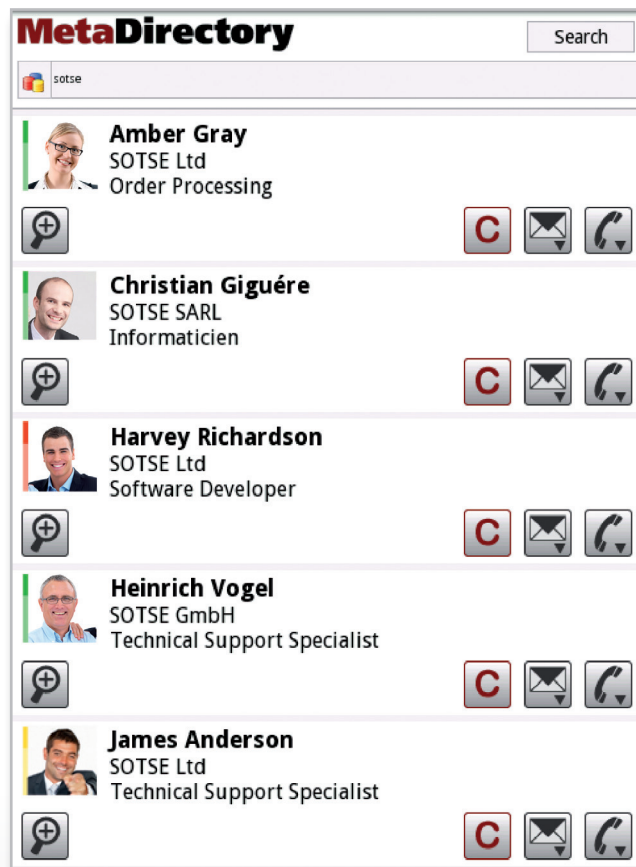 MetaDirectory
Search
sotse
Amber Gray
SOTSE Ltd
Order Processing
C
Christian Giguére
SOTSE SARL
Informaticien
C
Harvey Richardson
SOTSE Ltd
Software Developer
C
Heinrich Vogel
SOTSE GmbH
Technical Support Specialist
C
James Anderson
SOTSE Ltd
Technical Support Specialist
C